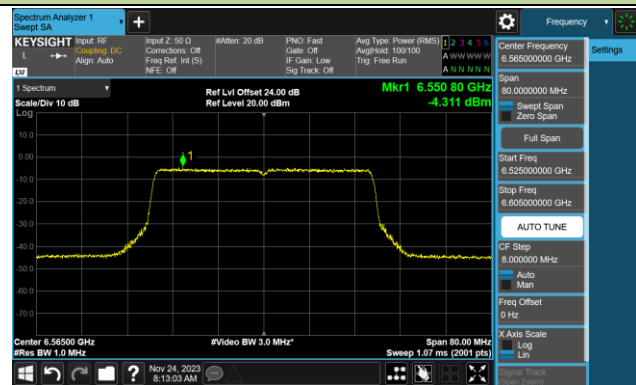 Spectrum Analyzer 1
Swept SA
Frequency
KEYSIGHT
L
LXI
Input: RF
Coupling: DC
Align: Auto
Input Z: 50 Ω
Corrections: Off
Freq Ref: Int (S)
NFE: Off
#Atten: 20 dB
PNO: Fast
Gate: Off
IF Gain: Low
Sig Track: Off
Avg Type: Power (RMS)
Avg|Hold: 100/100
Trig: Free Run
1 2 3 4 5 6
A W W W W W
A N N N N N
1 Spectrum
Scale/Div 10 dB
Log
Ref Lvl Offset 24.00 dB
Ref Level 20.00 dBm
Mkr1 6.550 80 GHz
-4.311 dBm
10.0
0.00
-10.0
-20.0
-30.0
-40.0
-50.0
-60.0
-70.0
1
Center 6.56500 GHz
#Res BW 1.0 MHz
#Video BW 3.0 MHz*
Span 80.00 MHz
Sweep 1.07 ms (2001 pts)
Nov 24, 2023
8:13:03 AM
Center Frequency
6.565000000 GHz
Settings
Span
80.0000000 MHz
Swept Span
Zero Span
Full Span
Start Freq
6.525000000 GHz
Stop Freq
6.605000000 GHz
AUTO TUNE
CF Step
8.000000 MHz
Auto
Man
Freq Offset
0 Hz
X Axis Scale
Log
Lin
Signal Track
(Span Zoom)